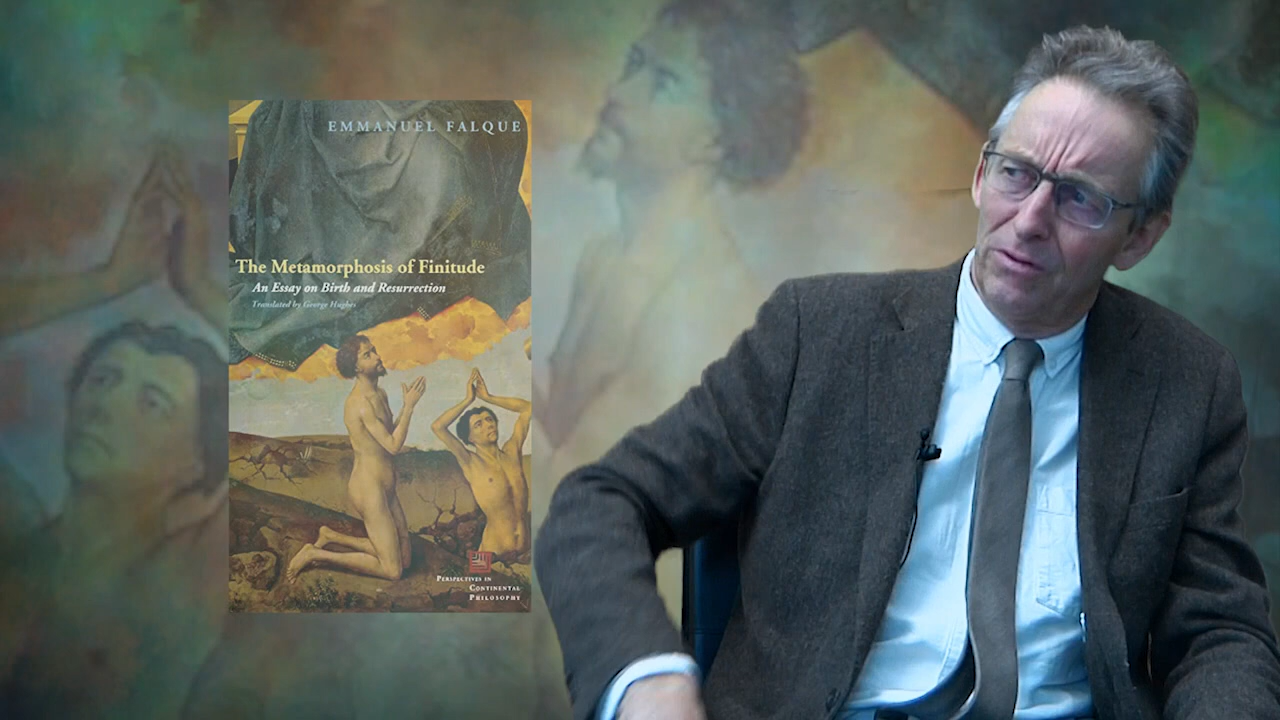 EMMANUEL FALQUE
The Metamorphosis of Finitude
An Essay on Birth and Resurrection
Translated by George Hughes
PERSPECTIVES IN
CONTINENTAL
PHILOSOPHY